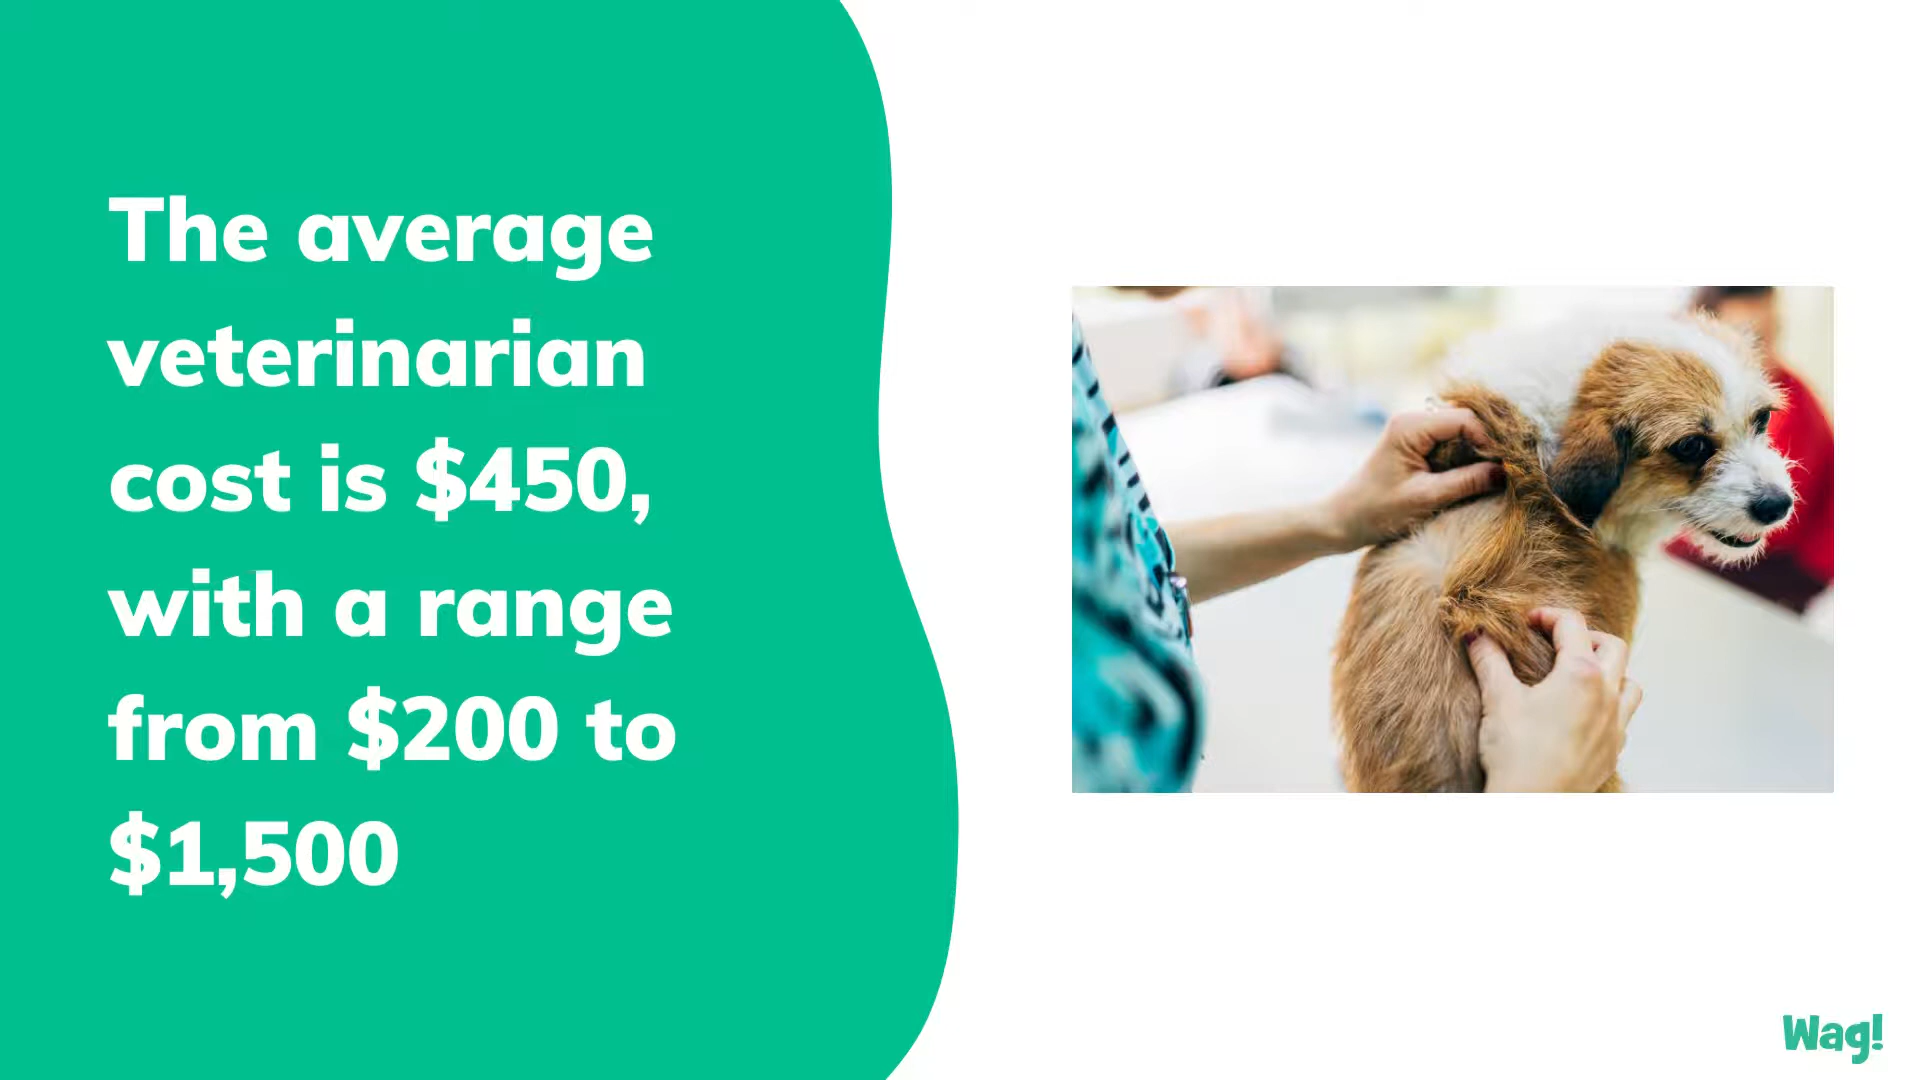 The average
veterinarian
cost is $450,
with a range
from $200 to
$1,500
Wag!